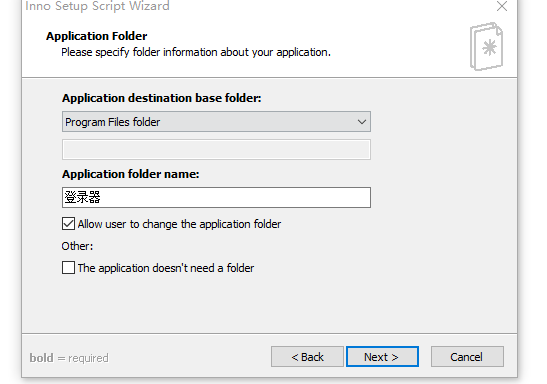 Inno Setup Script Wizard
Application Folder
Please specify folder information about your application.
Application destination base folder:
Program Files folder
Application folder name:
登录器
Allow user to change the application folder
Other:
The application doesn't need a folder
bold = required
< Back
Next >
Cancel